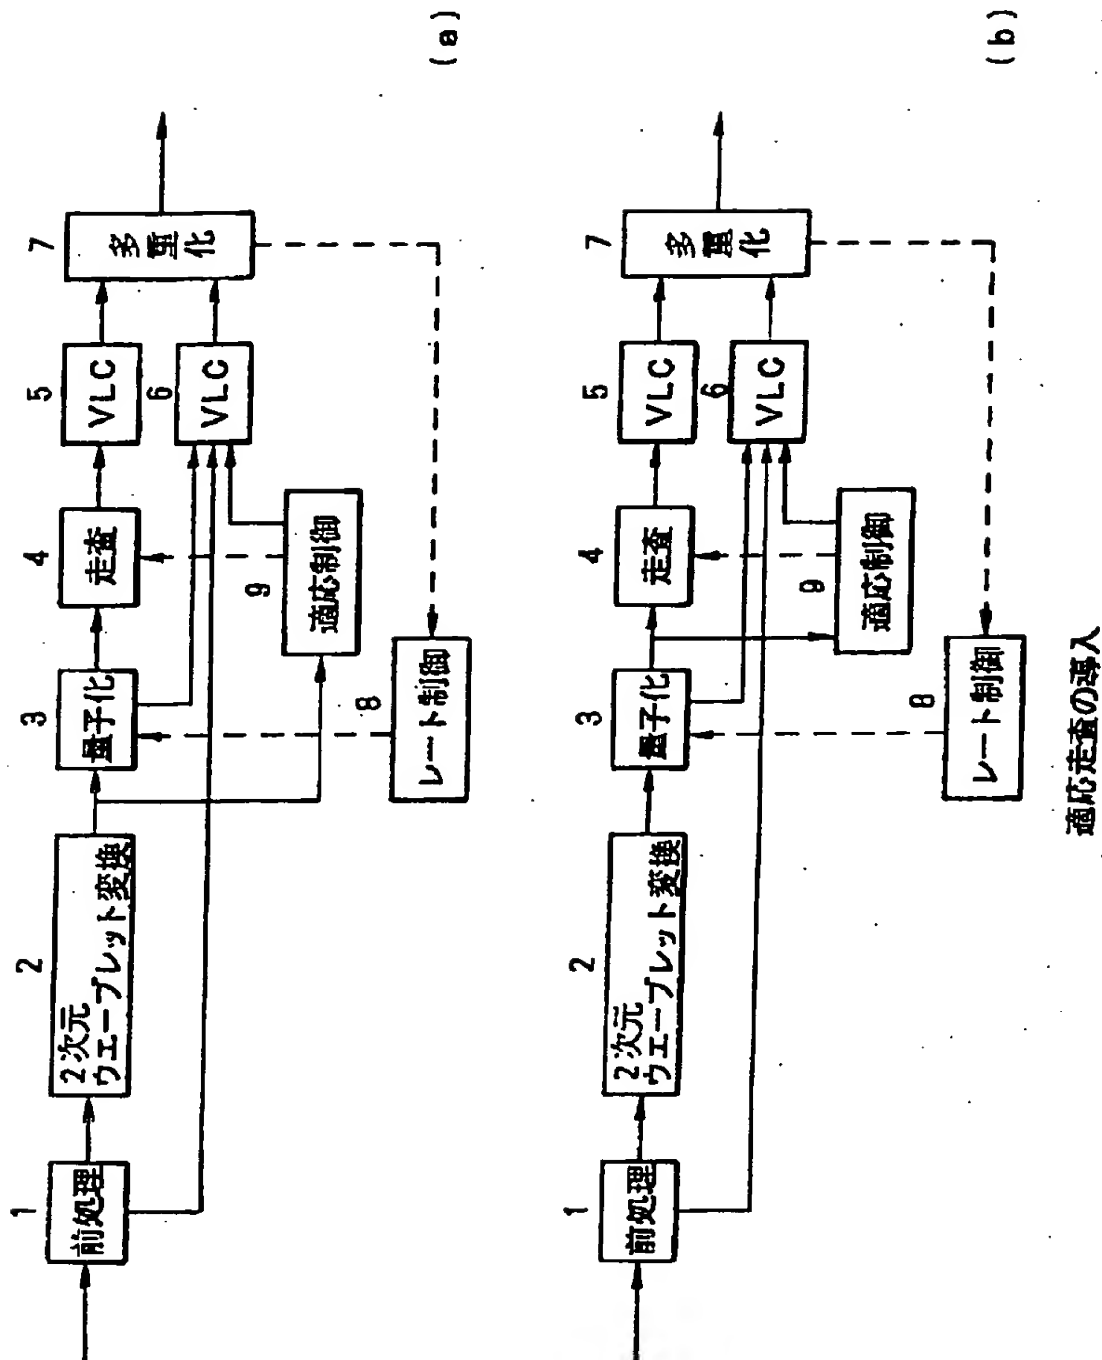 (a)
1
前処理
2
2次元
ウェーブレット変換
3
量子化
4
走査
5
VLC
6
VLC
7
多重化
8
レート制御
9
適応制御
(b)
1
前処理
2
2次元
ウェーブレット変換
3
量子化
4
走査
5
VLC
6
VLC
7
多重化
8
レート制御
9
適応制御
適応走査の導入